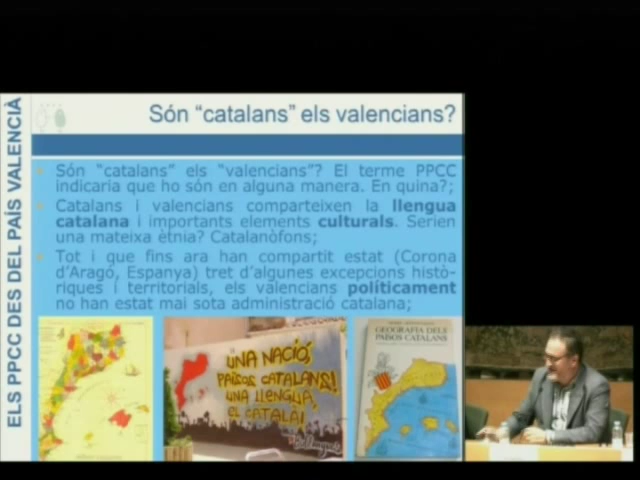 ELS PPCC DES DEL PAÍS VALENCIÀ
Són "catalans" els valencians?
Són "catalans" els "valencians"? El terme PPCC
indicaria que ho són en alguna manera. En quina?;
Catalans i valencians comparteixen la llengua
catalana i importants elements culturals. Serien
una mateixa ètnia? Catalanòfons;
Tot i que fins ara han compartit estat (Corona
d'Aragó, Espanya) tret d'algunes excepcions histò-
riques i territorials, els valencians políticament
no han estat mai sota administració catalana;
UNA NACIÓ,
PAÏSOS CATALANS!
UNA LLENGUA,
EL CATALÀ!
GEOGRAFIA DELS
PAÏSOS CATALANS